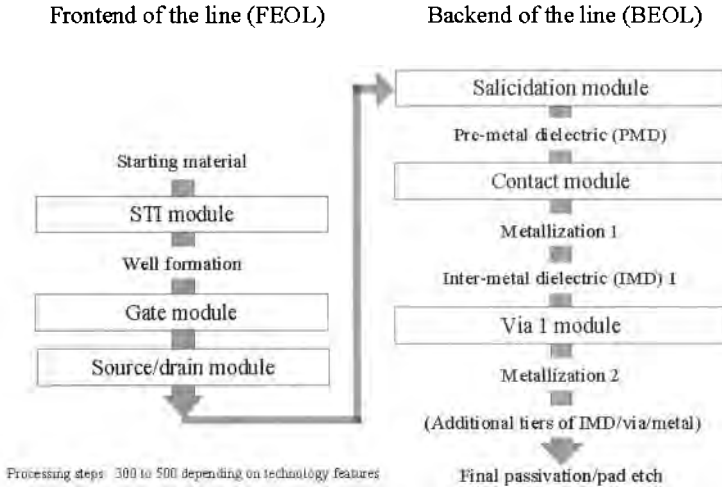 Frontend of the line (FEOL)
Starting material
STI module
Well formation
Gate module
Source/drain module
Processing steps 300 to 500 depending on technology features
Backend of the line (BEOL)
Salicidation module
Pre-metal dielectric (PMD)
Contact module
Metallization 1
Inter-metal dielectric (IMD) 1
Via 1 module
Metallization 2
(Additional tiers of IMD/via/metal)
Final passivation/pad etch